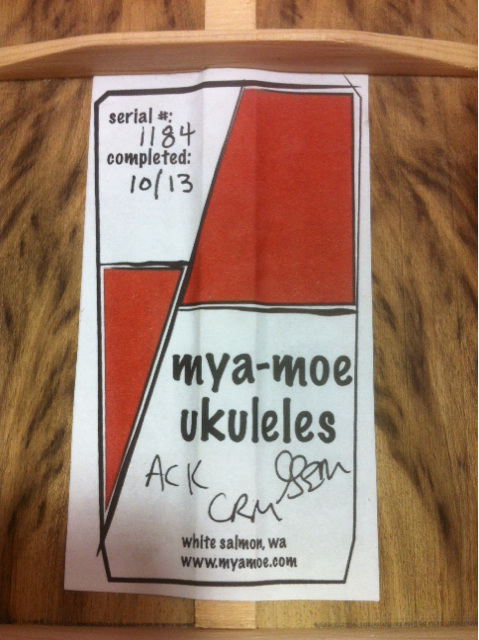 serial #:
1184
completed:
10/13
mya-moe
ukuleles
ACK
CRM
white salmon, wa
www.myamoe.com